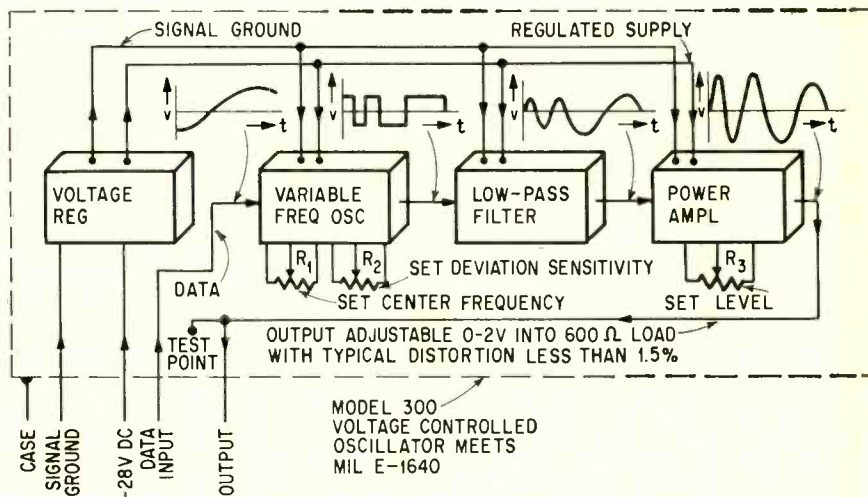 SIGNAL GROUND
REGULATED SUPPLY
V
t
V
t
V
t
V
t
VOLTAGE
REG
VARIABLE
FREQ OSC
LOW-PASS
FILTER
POWER
AMPL
R1
R2
R3
DATA
SET DEVIATION SENSITIVITY
SET CENTER FREQUENCY
SET LEVEL
TEST
POINT
OUTPUT ADJUSTABLE 0-2V INTO 600 Ω LOAD
WITH TYPICAL DISTORTION LESS THAN 1.5%
CASE
SIGNAL
GROUND
-28V DC
DATA
INPUT
OUTPUT
MODEL 300
VOLTAGE CONTROLLED
OSCILLATOR MEETS
MIL E-1640